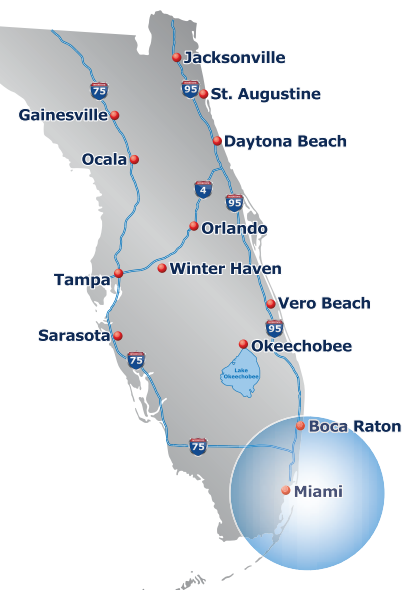 Jacksonville
75
95
St. Augustine
Gainesville
Daytona Beach
Ocala
4
95
Orlando
Winter Haven
Tampa
Vero Beach
95
Sarasota
Okeechobee
75
Lake
Okeechobee
Boca Raton
75
Miami